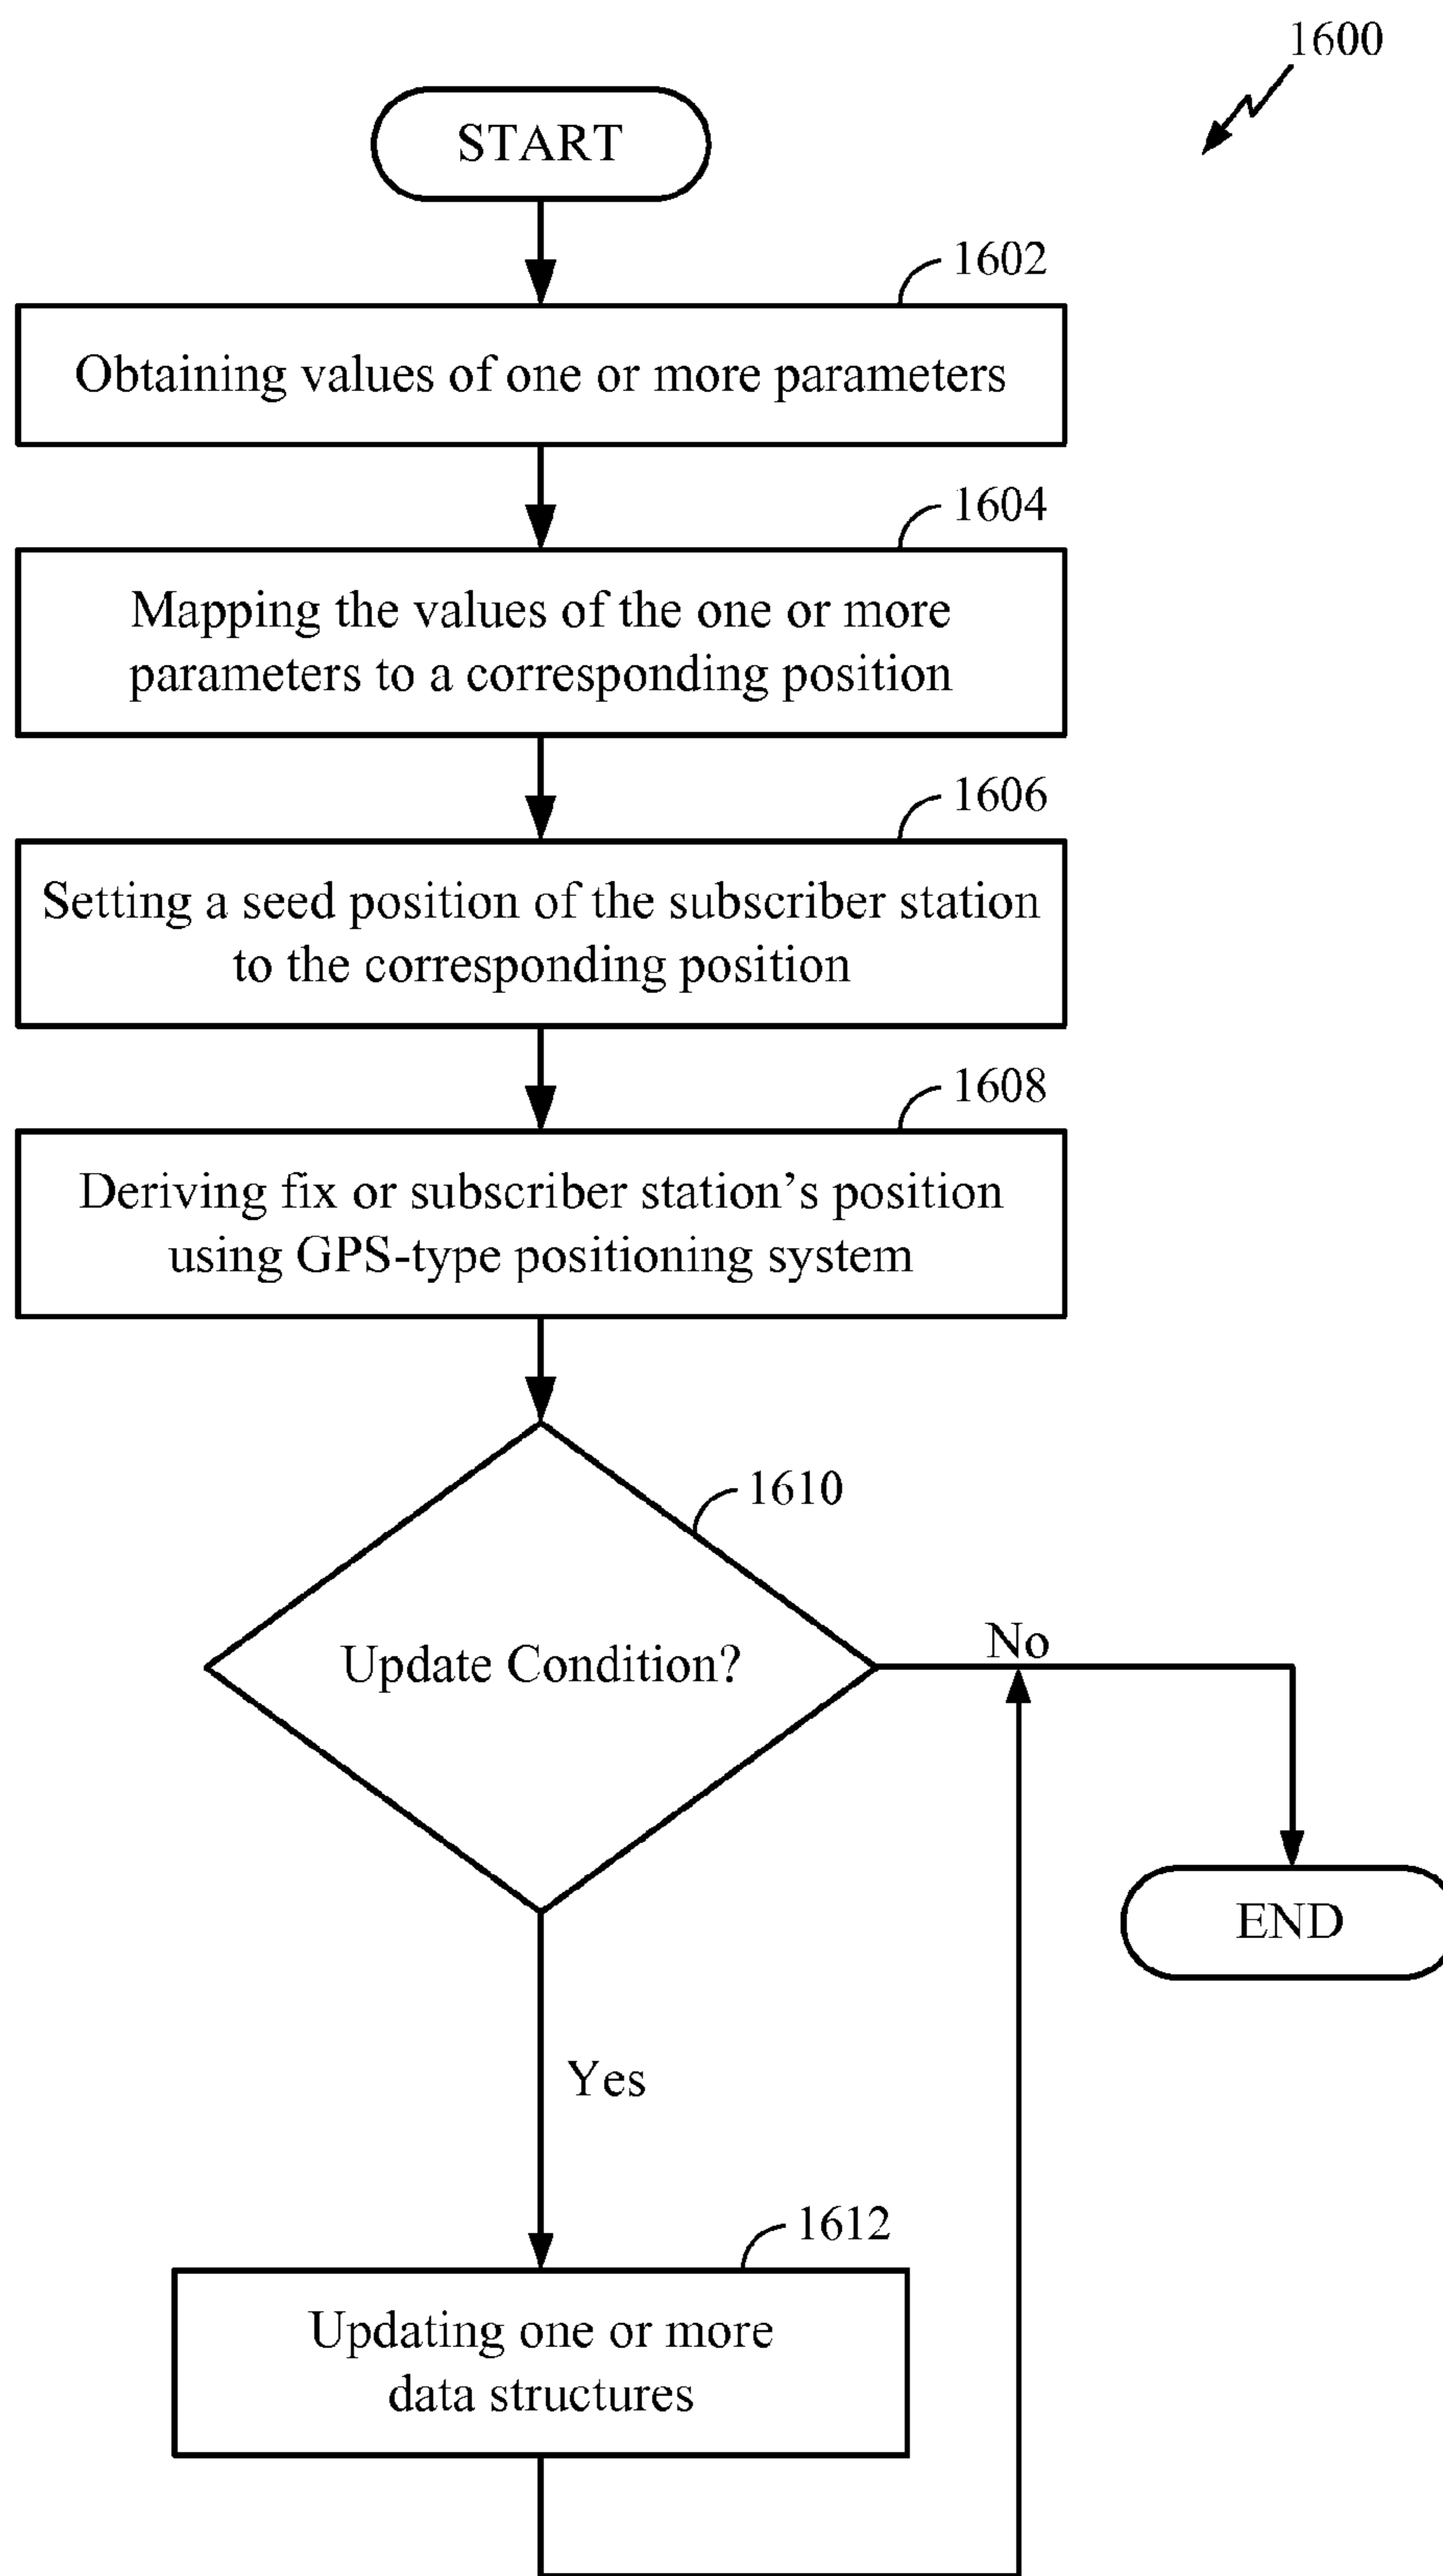 1600
START
1602
Obtaining values of one or more parameters
1604
Mapping the values of the one or more
parameters to a corresponding position
1606
Setting a seed position of the subscriber station
to the corresponding position
1608
Deriving fix or subscriber station’s position
using GPS-type positioning system
1610
Update Condition?
No
END
Yes
1612
Updating one or more
data structures